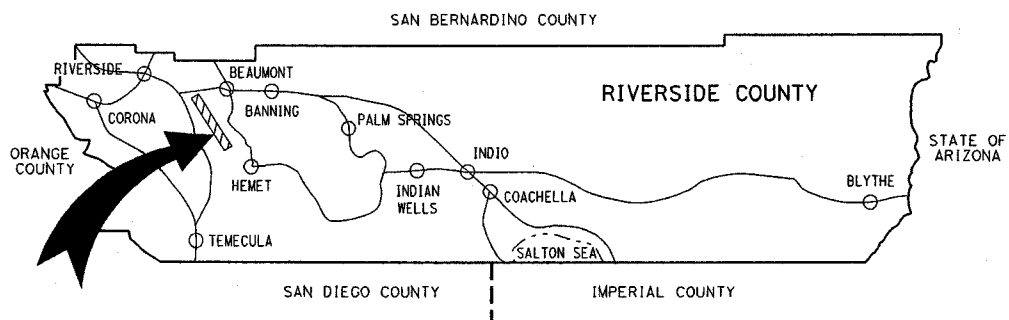 SAN BERNARDINO COUNTY
RIVERSIDE
BEAUMONT
RIVERSIDE COUNTY
BANNING
CORONA
PALM SPRINGS
STATE OF
ARIZONA
ORANGE
COUNTY
INDIO
HEMET
INDIAN
WELLS
COACHELLA
BLYTHE
TEMECULA
SALTON SEA
SAN DIEGO COUNTY
IMPERIAL COUNTY